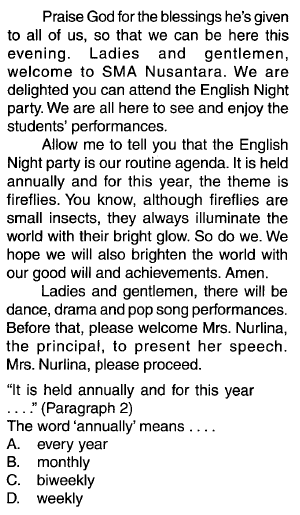 Praise God for the blessings he's given
to all of us, so that we can be here this
evening. Ladies and gentlemen,
welcome to SMA Nusantara. We are
delighted you can attend the English Night
party. We are all here to see and enjoy the
students' performances.
Allow me to tell you that the English
Night party is our routine agenda. It is held
annually and for this year, the theme is
fireflies. You know, although fireflies are
small insects, they always illuminate the
world with their bright glow. So do we. We
hope we will also brighten the world with
our good will and achievements. Amen.
Ladies and gentlemen, there will be
dance, drama and pop song performances.
Before that, please welcome Mrs. Nurlina,
the principal, to present her speech.
Mrs. Nurlina, please proceed.
"It is held annually and for this year
. . . ." (Paragraph 2)
The word 'annually' means . . . .
A. every year
B. monthly
C. biweekly
D. weekly